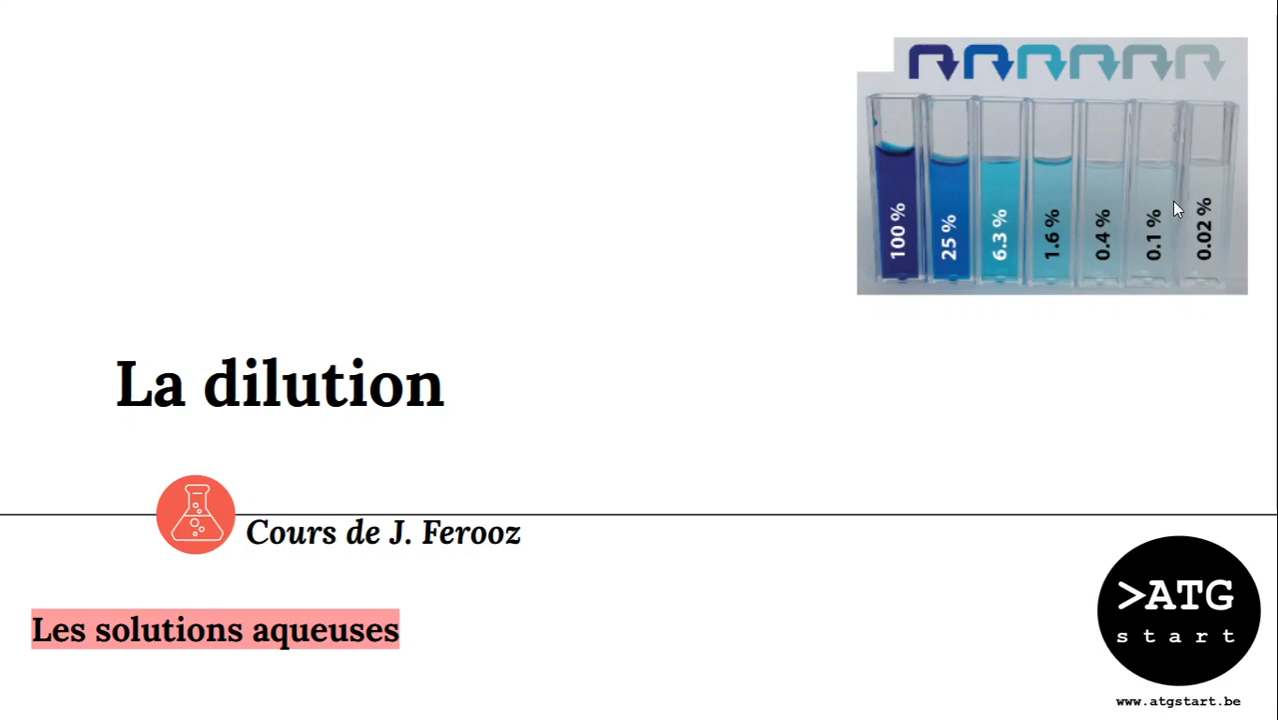 100 %
25 %
6.3 %
1.6 %
0.4 %
0.1 %
0.02 %
La dilution
Cours de J. Ferooz
Les solutions aqueuses
>ATG
start
www.atgstart.be